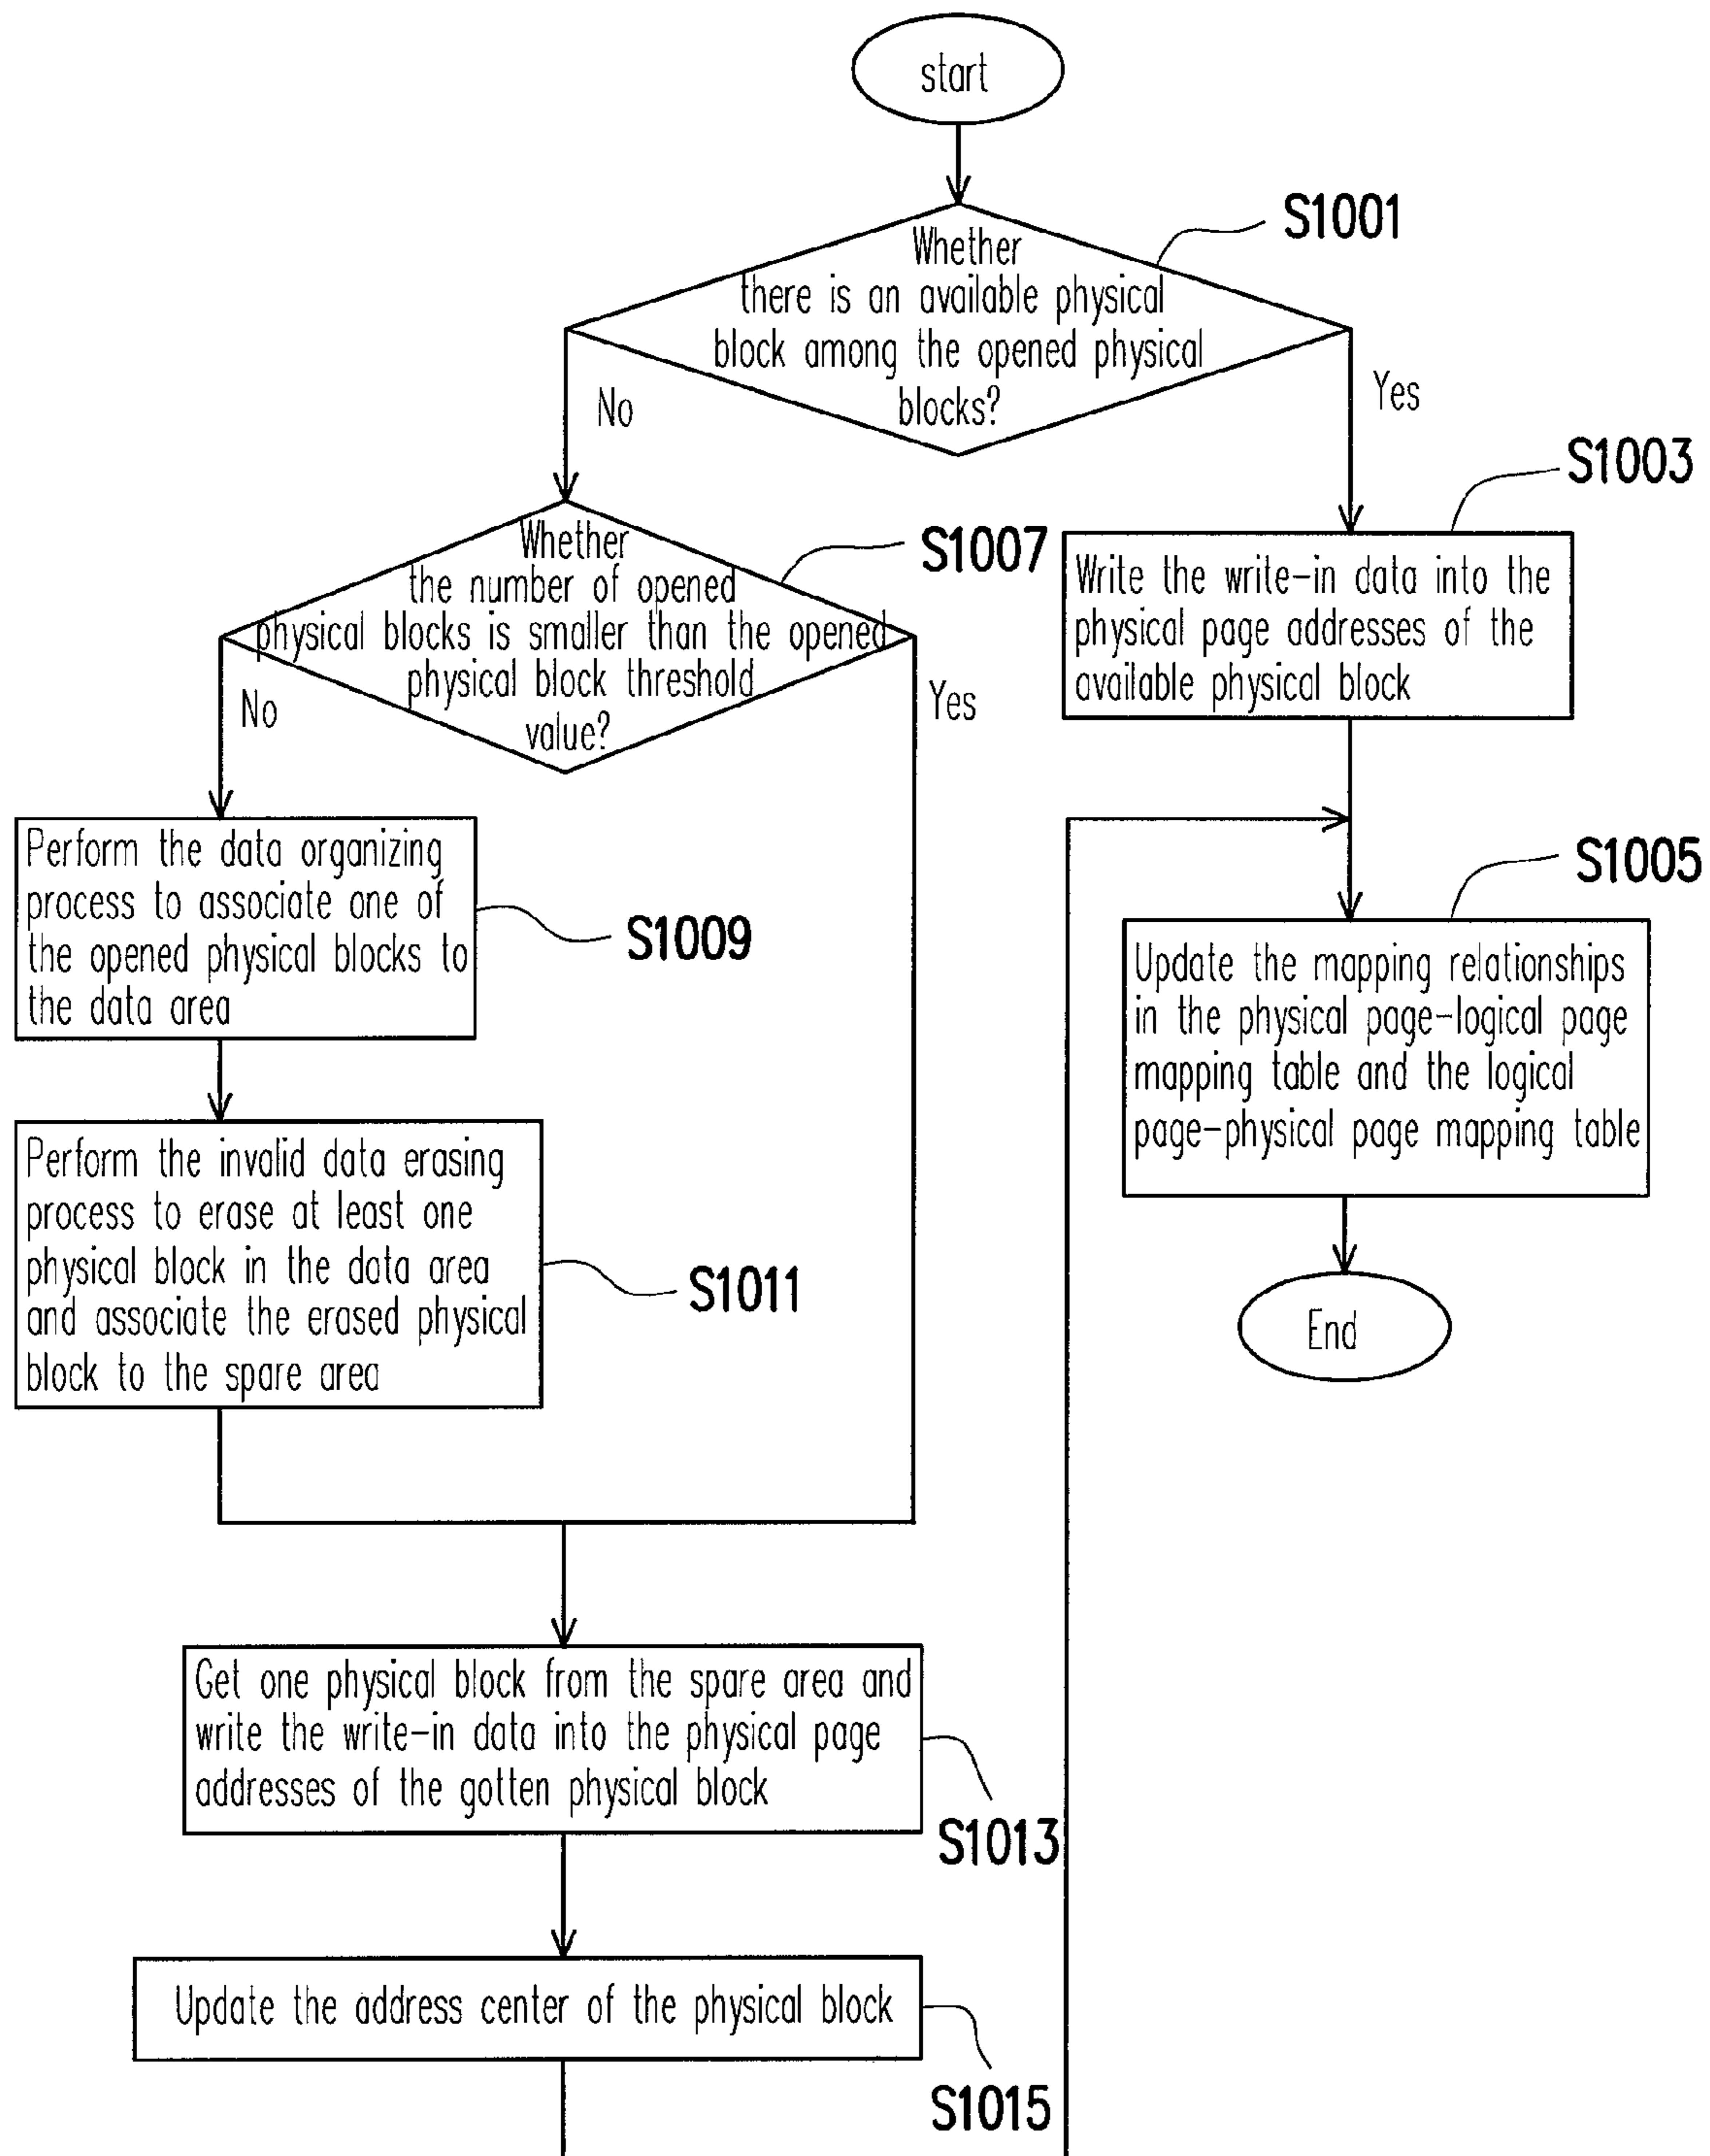 start
S1001
Whether
there is an available physical
block among the opened physical
blocks?
No
Yes
S1003
Write the write-in data into the
physical page addresses of the
available physical block
S1007
Whether
the number of opened
physical blocks is smaller than the opened
physical block threshold
value?
No
Yes
S1005
Update the mapping relationships
in the physical page-logical page
mapping table and the logical
page-physical page mapping table
End
Perform the data organizing
process to associate one of
the opened physical blocks to
the data area
S1009
Perform the invalid data erasing
process to erase at least one
physical block in the data area
and associate the erased physical
block to the spare area
S1011
Get one physical block from the spare area and
write the write-in data into the physical page
addresses of the gotten physical block
S1013
Update the address center of the physical block
S1015